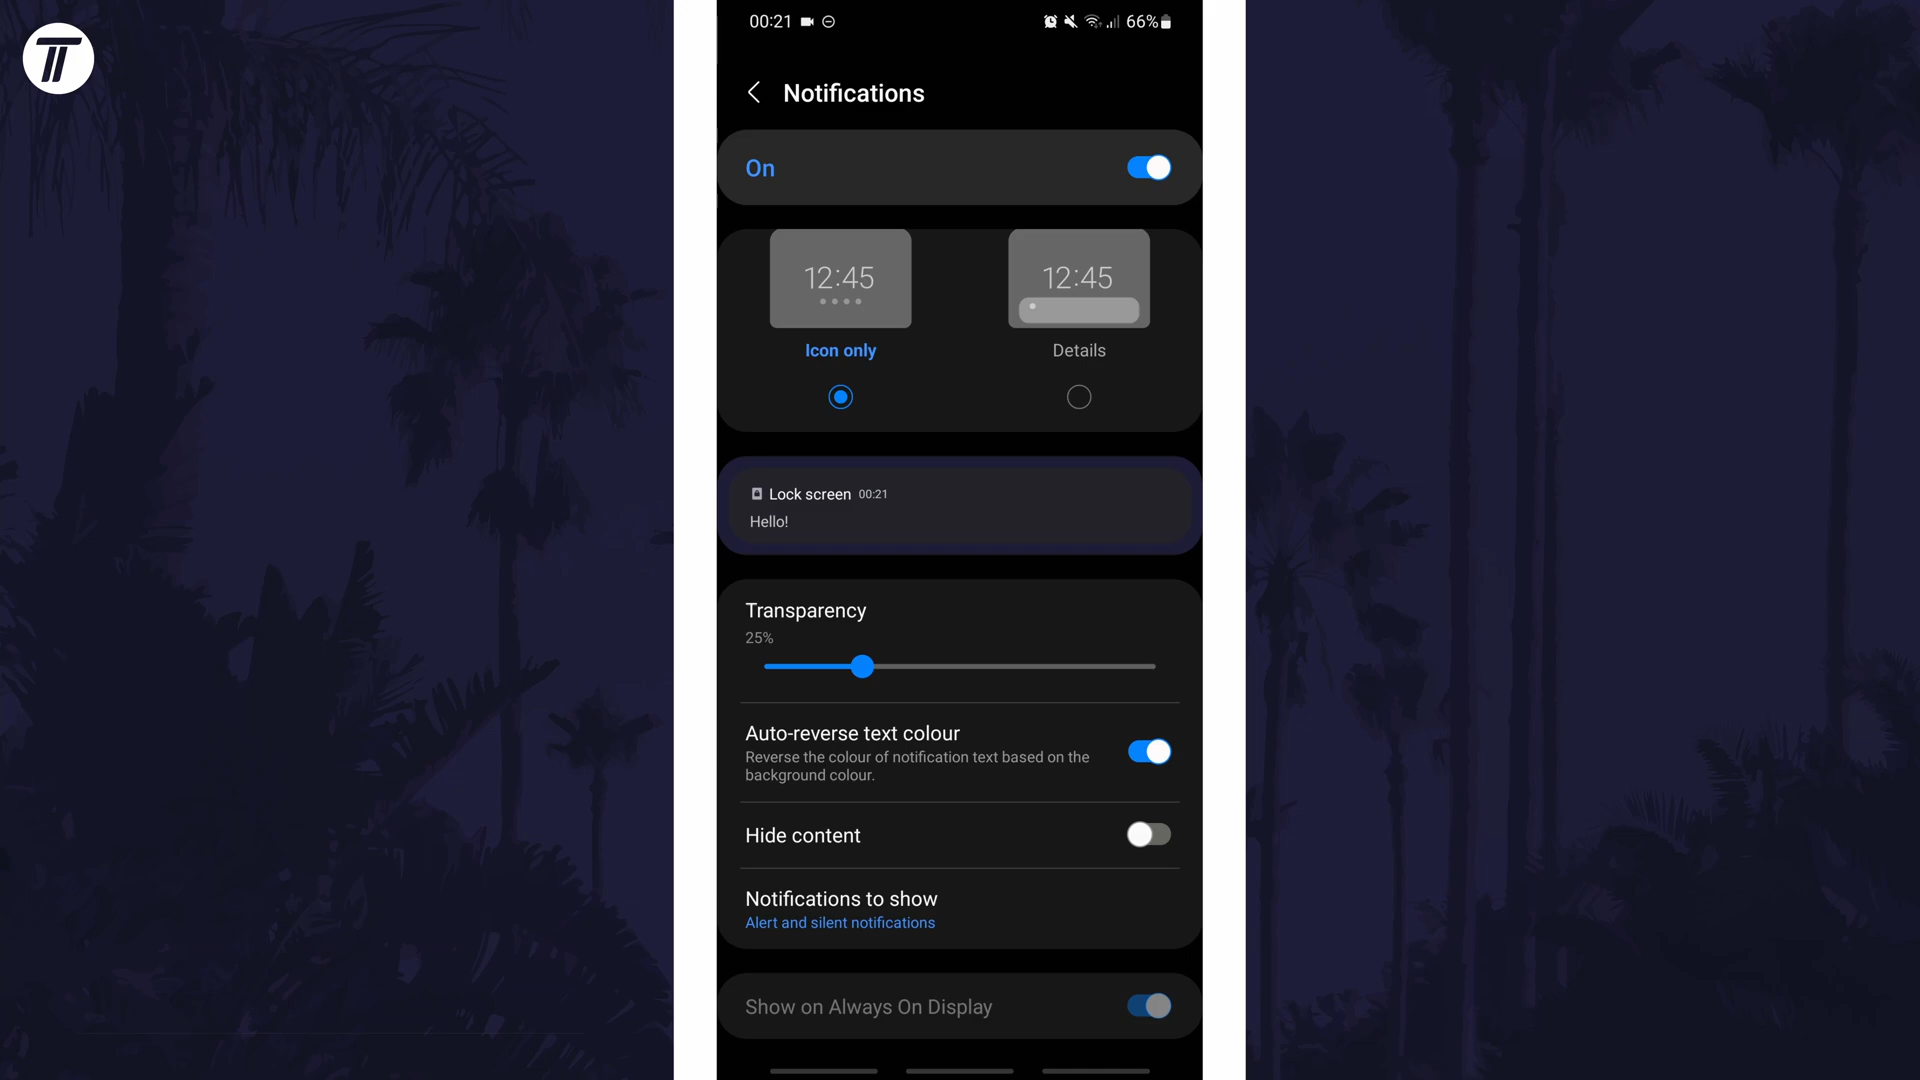 00:21
66%
Notifications
On
12:45
12:45
Icon only
Details
Lock screen 00:21
Hello!
Transparency
25%
Auto-reverse text colour
Reverse the colour of notification text based on the
background colour.
Hide content
Notifications to show
Alert and silent notifications
Show on Always On Display